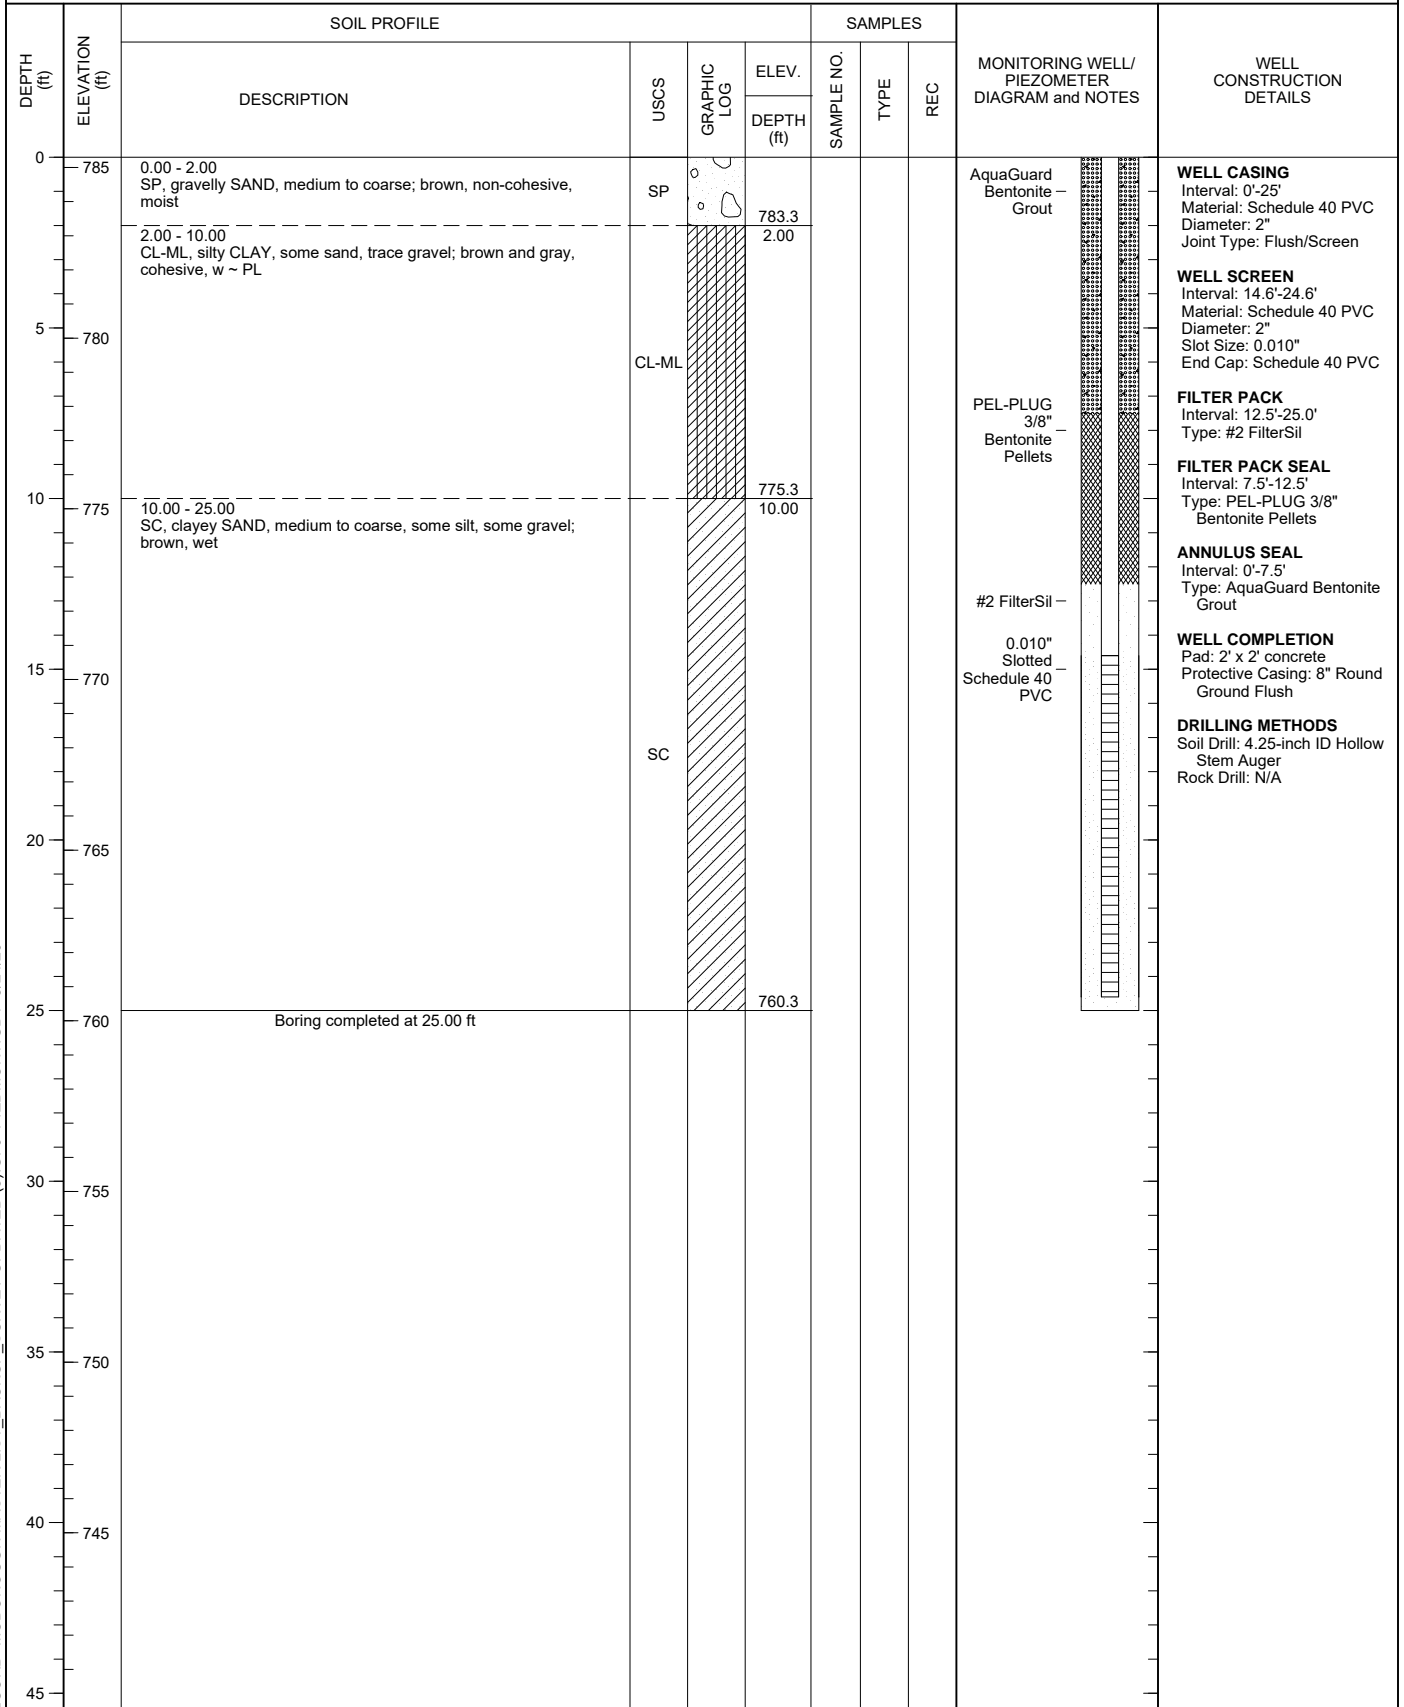 SOIL PROFILE
SAMPLES
DEPTH
(ft)
ELEVATION
(ft)
DESCRIPTION
USCS
GRAPHIC
LOG
ELEV.
DEPTH
(ft)
SAMPLE NO.
TYPE
REC
MONITORING WELL/
PIEZOMETER
DIAGRAM and NOTES
WELL
CONSTRUCTION
DETAILS
0
5
10
15
20
25
30
35
40
45
785
780
775
770
765
760
755
750
745
0.00 - 2.00
SP, gravelly SAND, medium to coarse; brown, non-cohesive,
moist
SP
783.3
2.00
2.00 - 10.00
CL-ML, silty CLAY, some sand, trace gravel; brown and gray,
cohesive, w ~ PL
CL-ML
775.3
10.00
10.00 - 25.00
SC, clayey SAND, medium to coarse, some silt, some gravel;
brown, wet
SC
760.3
Boring completed at 25.00 ft
AquaGuard
Bentonite
Grout
PEL-PLUG
3/8"
Bentonite
Pellets
#2 FilterSil
0.010"
Slotted
Schedule 40
PVC
WELL CASING
Interval: 0'-25'
Material: Schedule 40 PVC
Diameter: 2"
Joint Type: Flush/Screen
WELL SCREEN
Interval: 14.6'-24.6'
Material: Schedule 40 PVC
Diameter: 2"
Slot Size: 0.010"
End Cap: Schedule 40 PVC
FILTER PACK
Interval: 12.5'-25.0'
Type: #2 FilterSil
FILTER PACK SEAL
Interval: 7.5'-12.5'
Type: PEL-PLUG 3/8"
Bentonite Pellets
ANNULUS SEAL
Interval: 0'-7.5'
Type: AquaGuard Bentonite
Grout
WELL COMPLETION
Pad: 2' x 2' concrete
Protective Casing: 8" Round
Ground Flush
DRILLING METHODS
Soil Drill: 4.25-inch ID Hollow
Stem Auger
Rock Drill: N/A